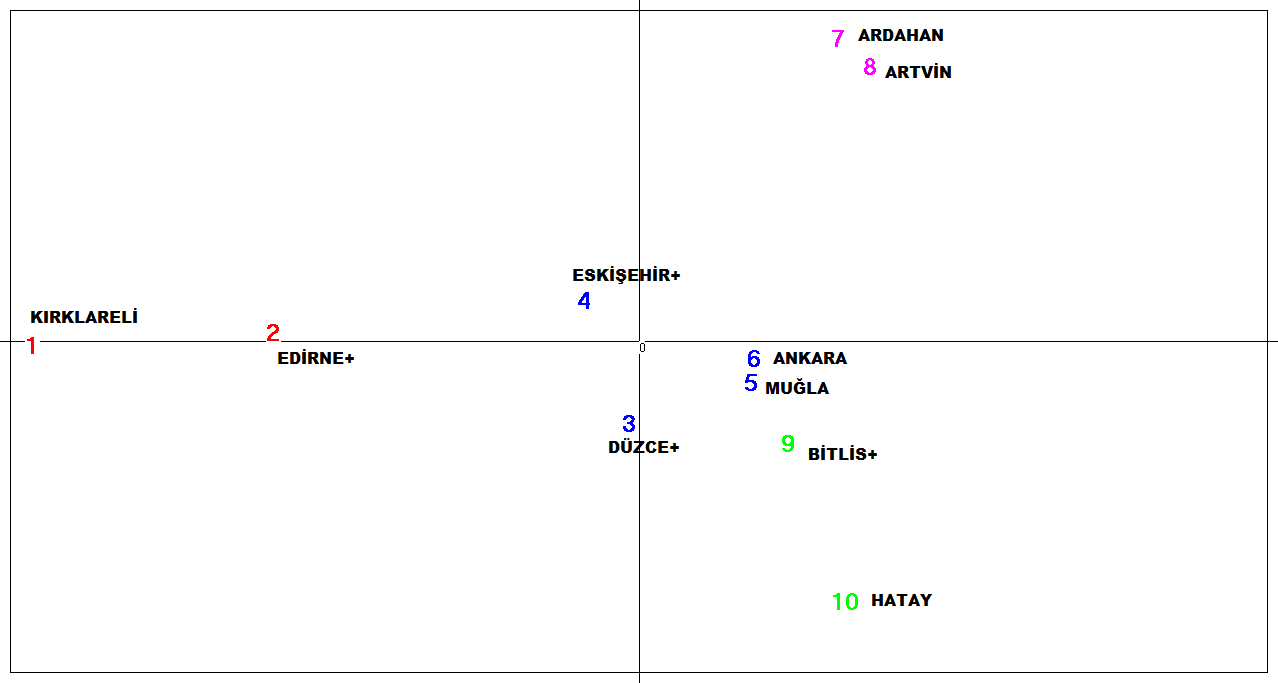 7 ARDAHAN
8 ARTVİN
ESKİŞEHİR+
4
KIRKLARELİ
1
2
EDİRNE+
0
6 ANKARA
5 MUĞLA
3
DÜZCE+
9 BİTLİS+
10 HATAY